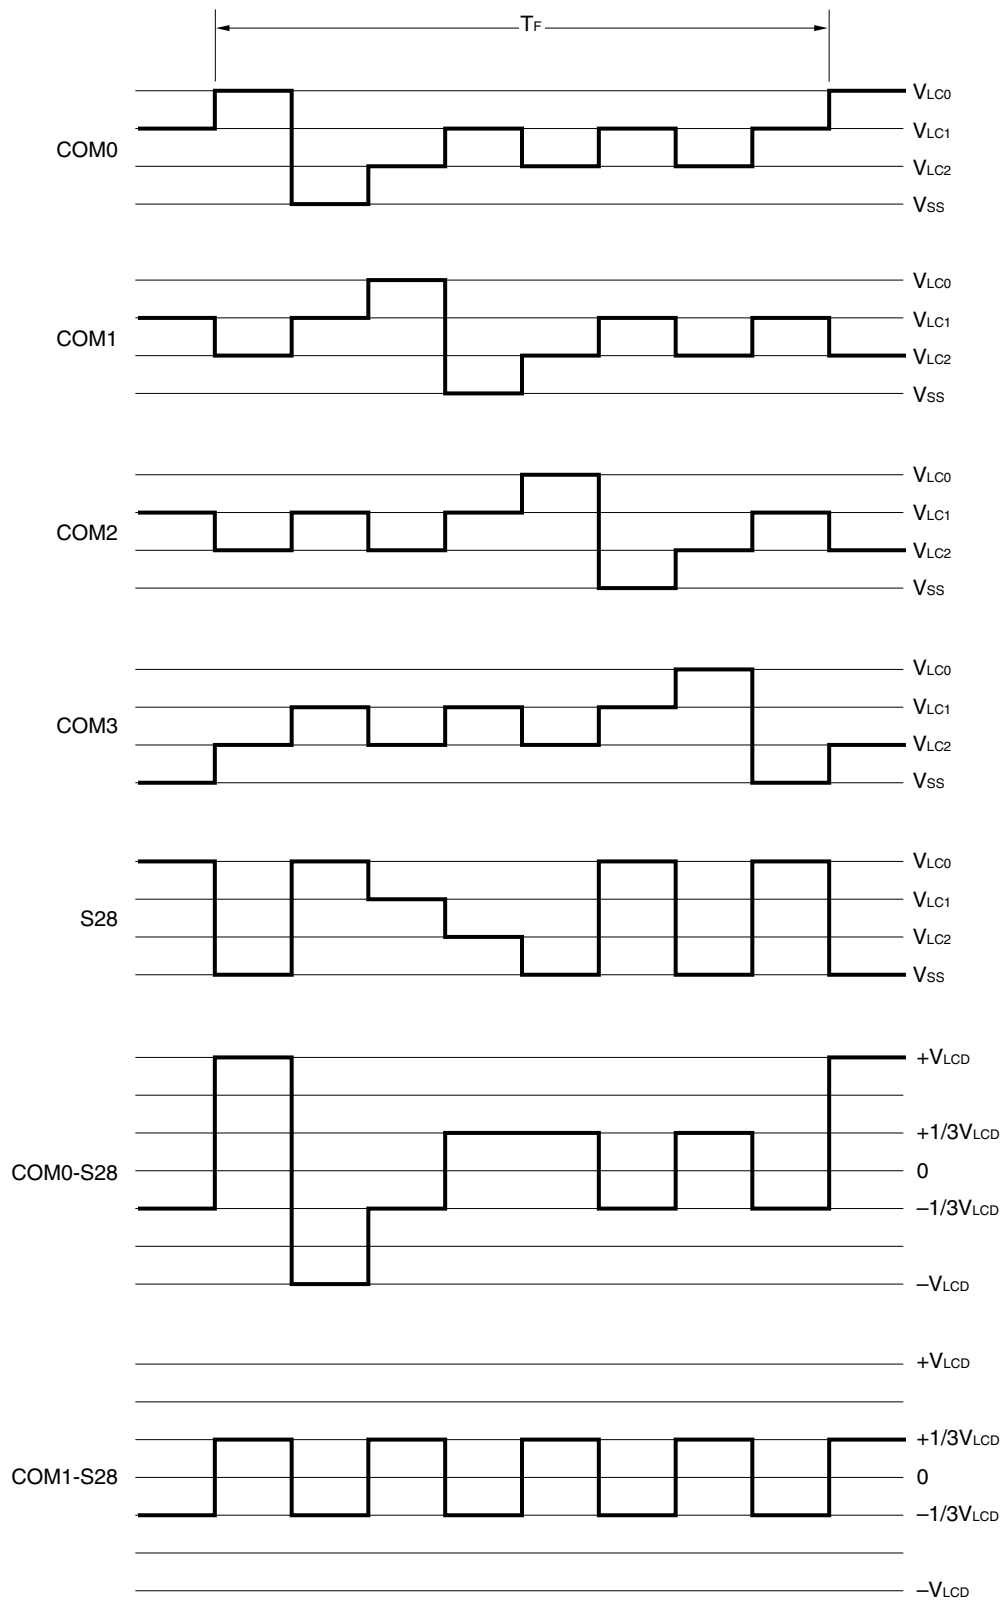 TF
COM0
VLC0
VLC1
VLC2
VSS
COM1
VLC0
VLC1
VLC2
VSS
COM2
VLC0
VLC1
VLC2
VSS
COM3
VLC0
VLC1
VLC2
VSS
S28
VLC0
VLC1
VLC2
VSS
COM0-S28
+VLCD
+1/3VLCD
0
–1/3VLCD
–VLCD
COM1-S28
+VLCD
+1/3VLCD
0
–1/3VLCD
–VLCD